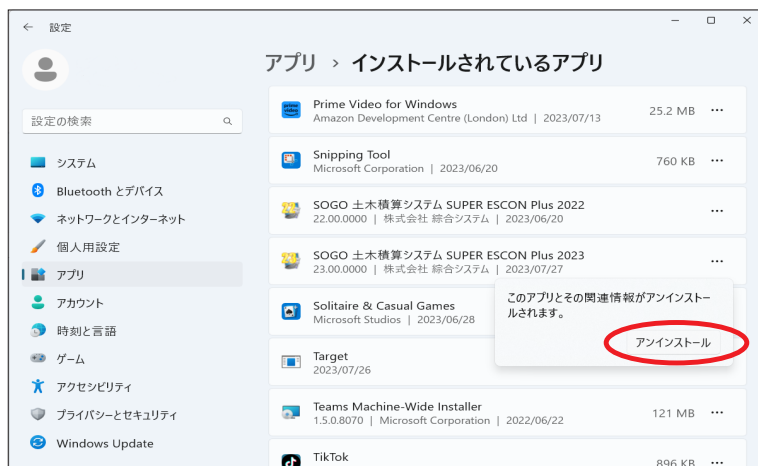 ← 設定
アプリ › インストールされているアプリ
設定の検索
システム
Bluetooth とデバイス
ネットワークとインターネット
個人用設定
アプリ
アカウント
時刻と言語
ゲーム
アクセシビリティ
プライバシーとセキュリティ
Windows Update
prime video
Prime Video for Windows
Amazon Development Centre (London) Ltd | 2023/07/13
25.2 MB
Snipping Tool
Microsoft Corporation | 2023/06/20
760 KB
SOGO 土木積算システム SUPER ESCON Plus 2022
22.00.0000 | 株式会社 綜合システム | 2023/06/20
SOGO 土木積算システム SUPER ESCON Plus 2023
23.00.0000 | 株式会社 綜合システム | 2023/07/27
このアプリとその関連情報がアンインストー
ルされます。
アンインストール
Solitaire & Casual Games
Microsoft Studios | 2023/06/28
Target
2023/07/26
Teams Machine-Wide Installer
1.5.0.8070 | Microsoft Corporation | 2022/06/22
121 MB
TikTok
896 KB